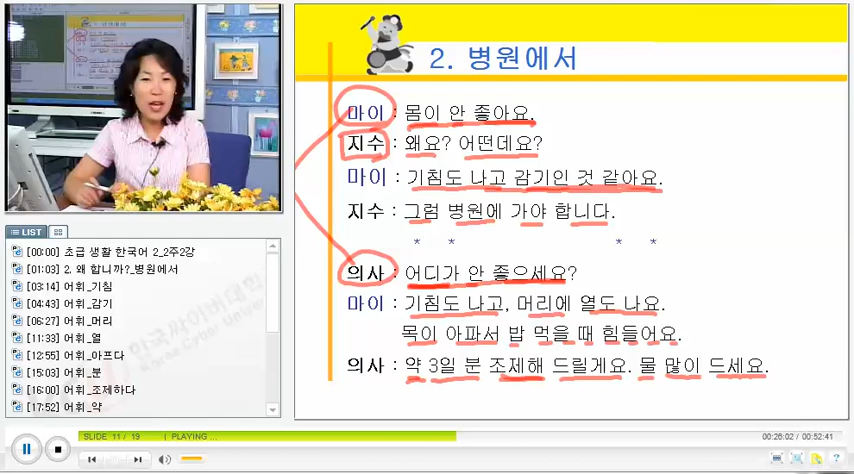 2. 병원에서
마이 : 몸이 안 좋아요.
지수 : 왜요? 어떤데요?
마이 : 기침도 나고 감기인 것 같아요.
지수 : 그럼 병원에 가야 합니다.
* * * *
의사 : 어디가 안 좋으세요?
마이 : 기침도 나고, 머리에 열도 나요.
목이 아파서 밥 먹을 때 힘들어요.
의사 : 약 3일 분 조제해 드릴게요. 물 많이 드세요.
LIST
[00:00] 초급 생활 한국어 2_2주2강
[01:03] 2. 왜 합니까?_병원에서
[03:14] 어휘_기침
[04:43] 어휘_감기
[06:27] 어휘_머리
[11:33] 어휘_열
[12:55] 어휘_아프다
[15:03] 어휘_분
[16:00] 어휘_조제하다
[17:52] 어휘_약
한국싸이버대학
Korea Cyber Univer
SLIDE 11 / 19 ( PLAYING ...
00:26:02 / 00:52:41